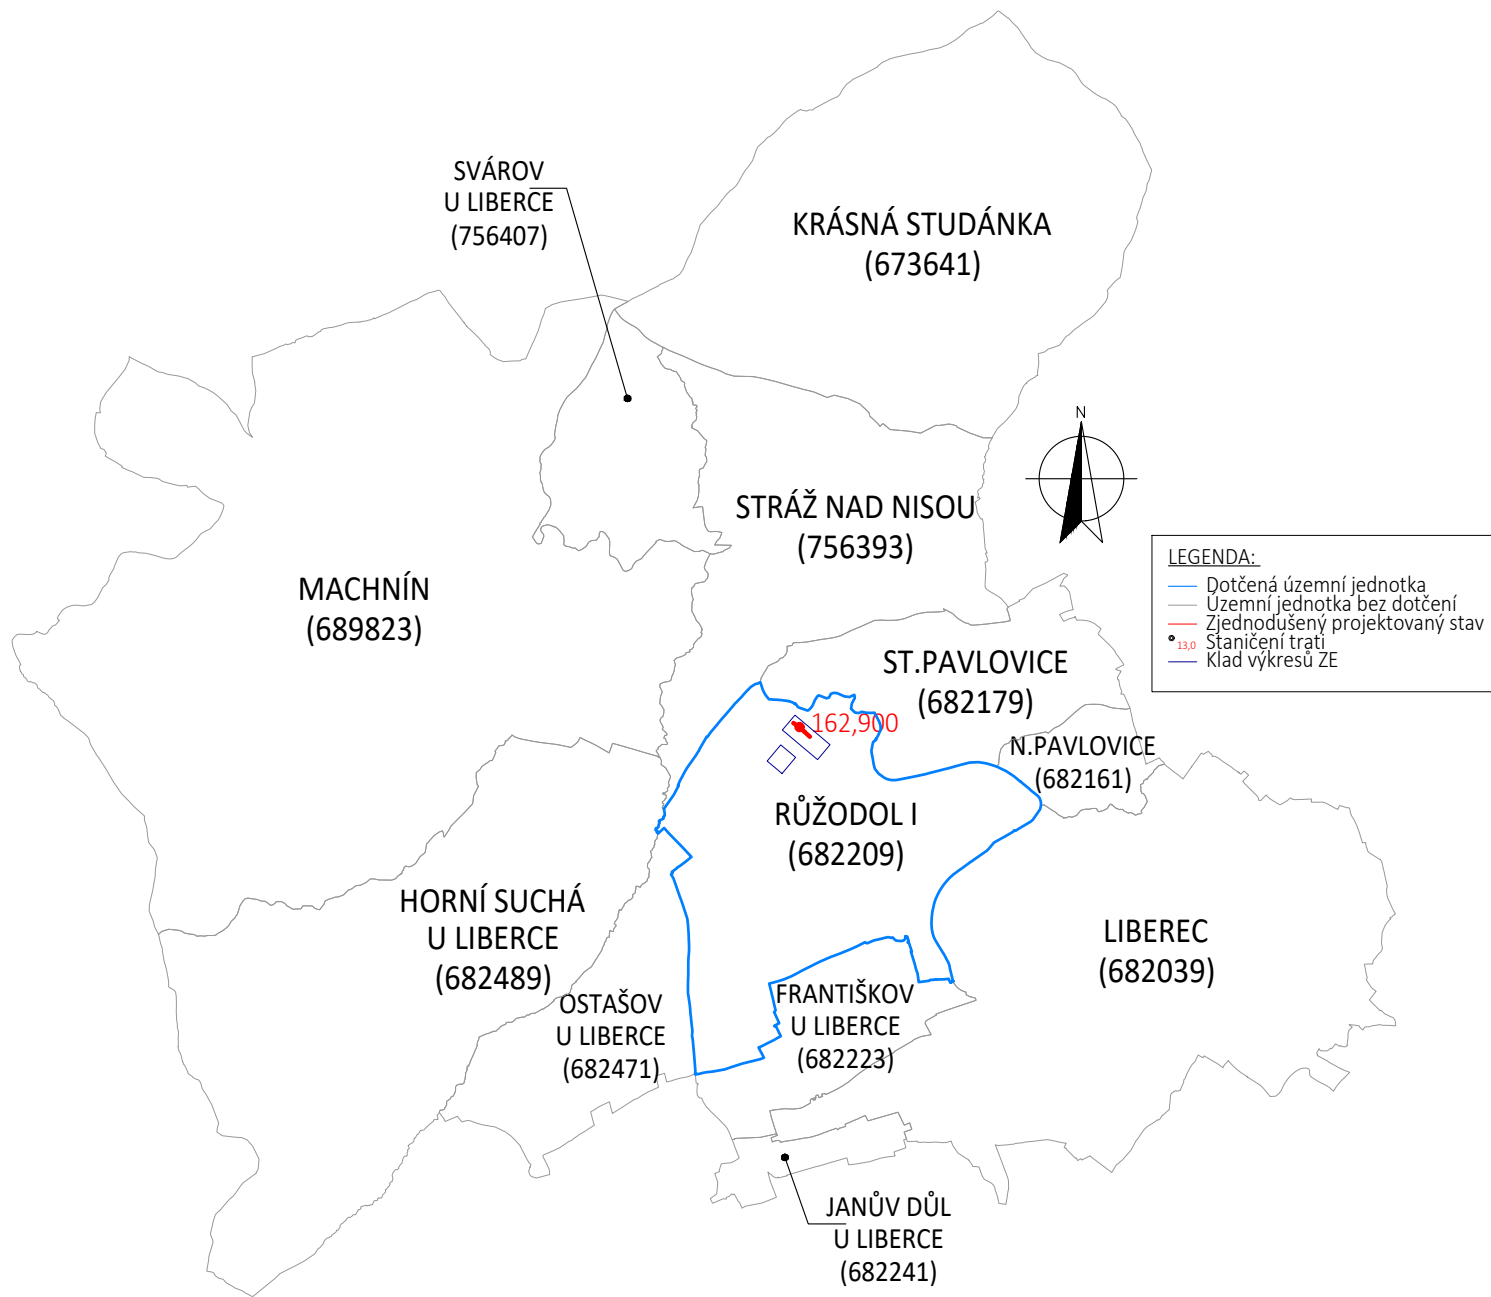 SVÁROV
U LIBERCE
(756407)
KRÁSNÁ STUDÁNKA
(673641)
N
STRÁŽ NAD NISOU
(756393)
LEGENDA:
Dotčená územní jednotka
Územní jednotka bez dotčení
Zjednodušený projektovaný stav
13,0 Staničení trati
Klad výkresů ZE
MACHNÍN
(689823)
ST.PAVLOVICE
(682179)
162,900
N.PAVLOVICE
(682161)
RŮŽODOL I
(682209)
HORNÍ SUCHÁ
U LIBERCE
(682489)
LIBEREC
(682039)
OSTAŠOV
U LIBERCE
(682471)
FRANTIŠKOV
U LIBERCE
(682223)
JANŮV DŮL
U LIBERCE
(682241)